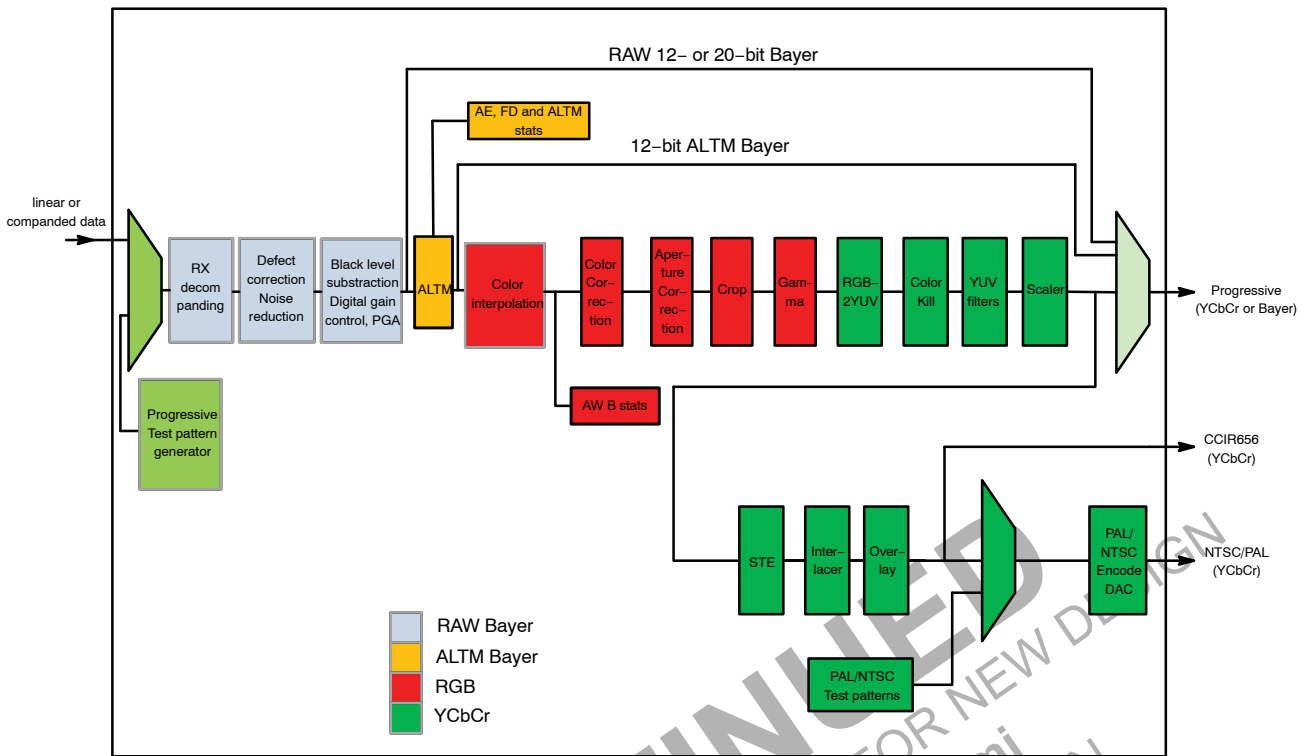 RAW 12– or 20–bit Bayer
AE, FD and ALTM
stats
12–bit ALTM Bayer
linear or
companded data
RX
decom
panding
Defect
correction
Noise
reduction
Black level
substraction
Digital gain
control, PGA
ALTM
Color
interpolation
Color
Cor–
rec–
tion
Aper–
ture
Cor–
rec–
tion
Crop
Gam–
ma
RGB–
2YUV
Color
Kill
YUV
filters
Scaler
Progressive
(YCbCr or Bayer)
Progressive
Test pattern
generator
AW B stats
CCIR656
(YCbCr)
STE
Inter–
lacer
Over–
lay
PAL/
NTSC
Encode
DAC
NTSC/PAL
(YCbCr)
PAL/NTSC
Test patterns
RAW Bayer
ALTM Bayer
RGB
YCbCr
FOR NEW DESIGN